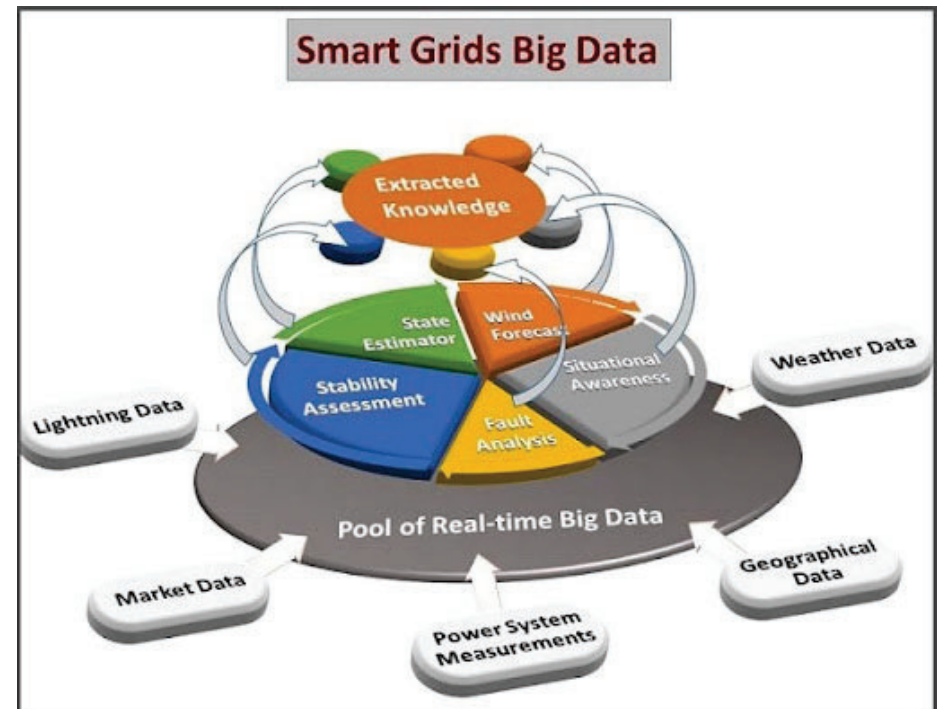 Smart Grids Big Data
Extracted
Knowledge
State
Estimator
Wind
Forecast
Stability
Assessment
Situational
Awareness
Fault
Analysis
Weather Data
Lightning Data
Pool of Real-time Big Data
Market Data
Geographical
Data
Power System
Measurements